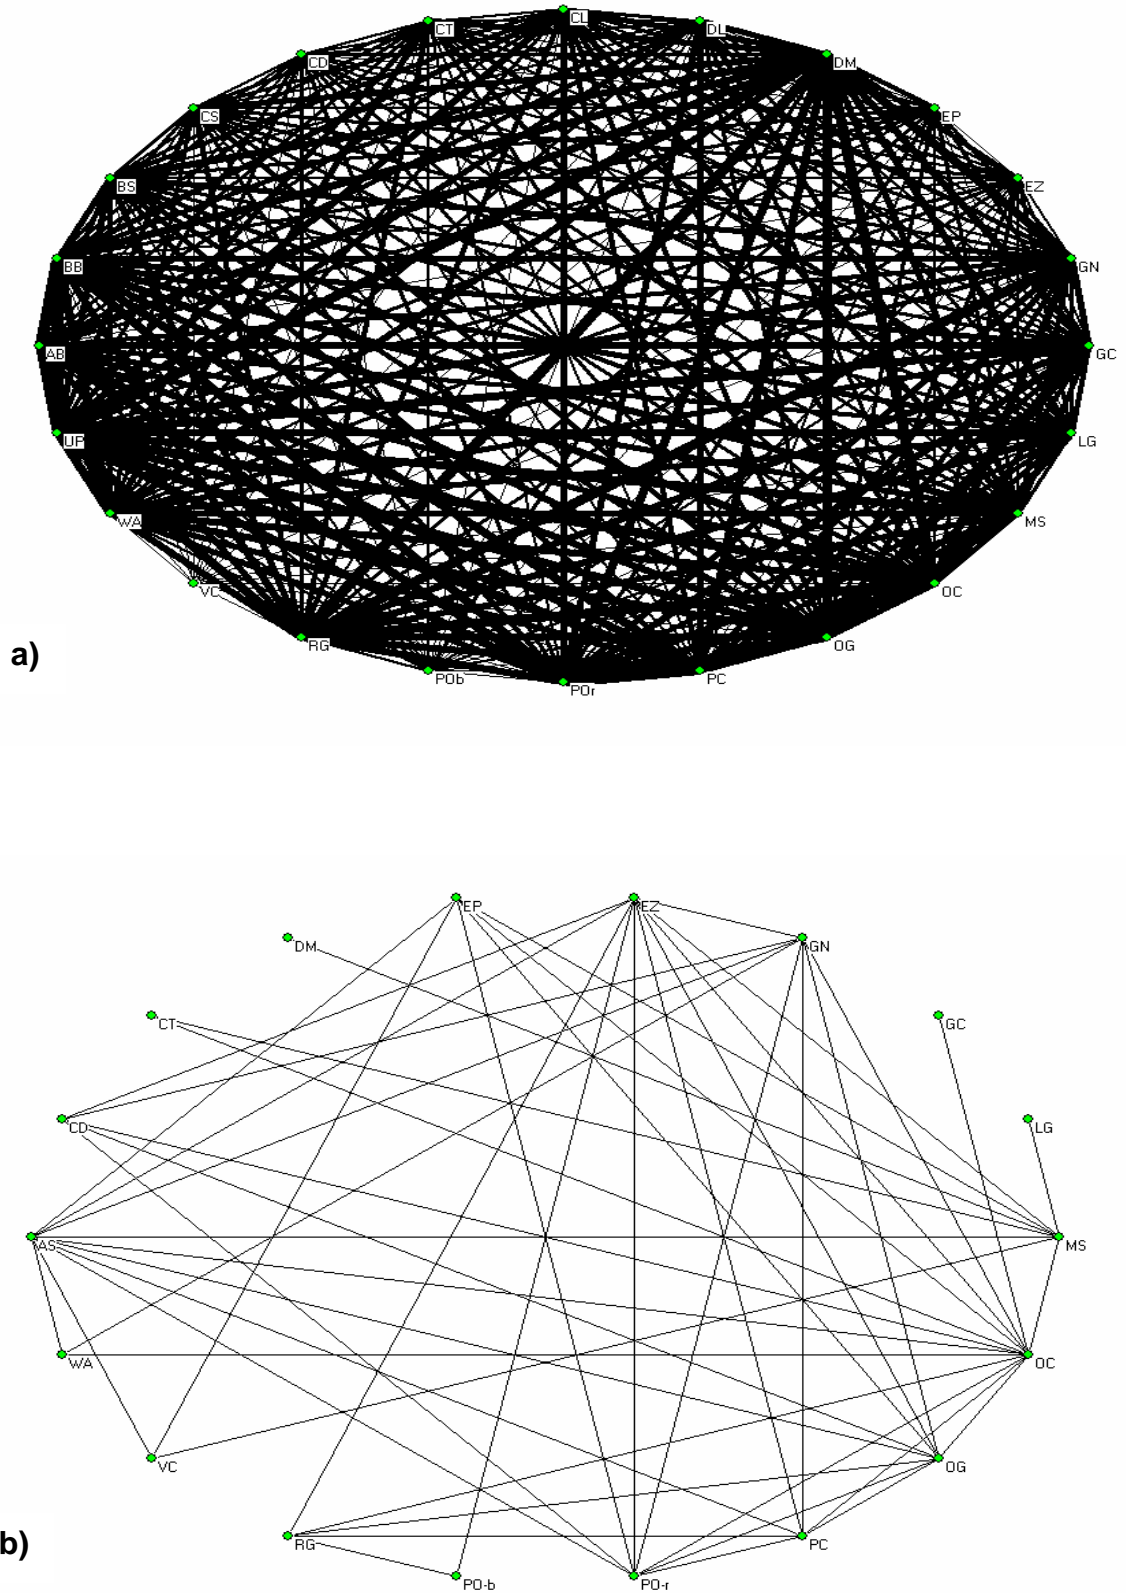 CL
CT
DL
CD
DM
CS
EP
BS
EZ
BB
GN
AB
GC
UP
LG
WA
MS
VC
OC
RG
OG
a)
POb
PC
POr
EP
EZ
DM
GN
CT
GC
CD
LG
AS
MS
WA
OC
VC
OG
RG
PC
b)
PO-b
PO-r